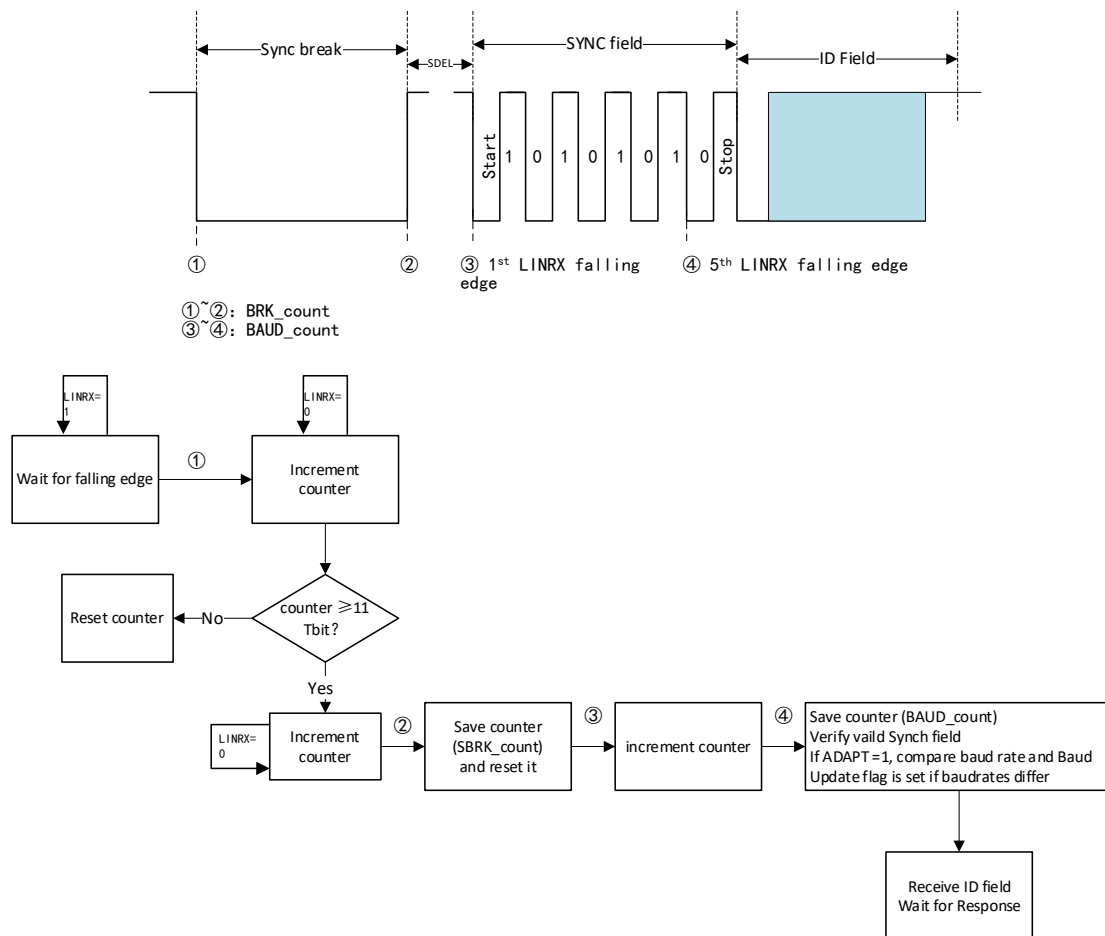 Sync break
SDEL
SYNC field
ID Field
Start
1
0
1
0
1
0
1
0
Stop
①
②
③ 1st LINRX falling
edge
④ 5th LINRX falling edge
①~②: BRK_count
③~④: BAUD_count
LINRX=
1
LINRX=
0
Wait for falling edge
①
Increment
counter
Reset counter
No
counter ≥11
Tbit?
Yes
LINRX=
0
Increment
counter
②
Save counter
(SBRK_count)
and reset it
③
increment counter
④
Save counter (BAUD_count)
Verify vaild Synch field
If ADAPT=1, compare baud rate and Baud
Update flag is set if baudrates differ
Receive ID field
Wait for Response